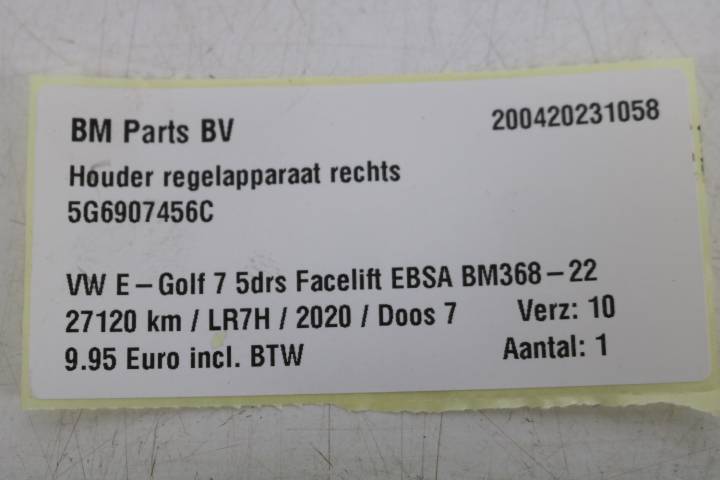 BM Parts BV 200420231058
Houder regelapparaat rechts
5G6907456C
VW E-Golf 7 5drs Facelift EBSA BM368-22
27120 km / LR7H / 2020 / Doos 7 Verz: 10
9.95 Euro incl. BTW Aantal: 1